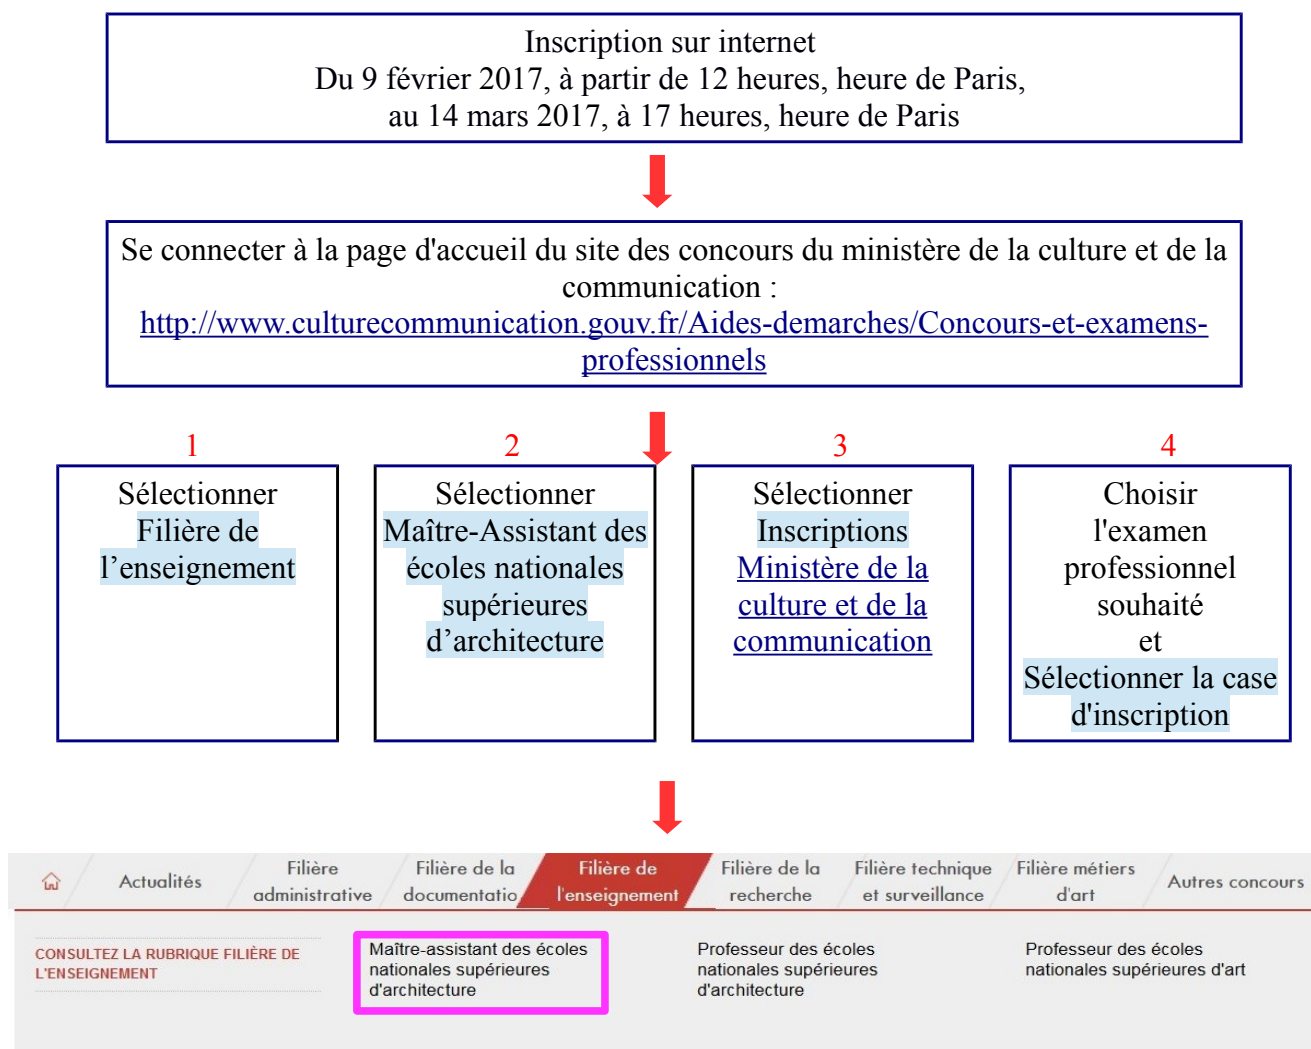 Inscription sur internet
Du 9 février 2017, à partir de 12 heures, heure de Paris,
au 14 mars 2017, à 17 heures, heure de Paris
Se connecter à la page d'accueil du site des concours du ministère de la culture et de la
communication :
http://www.culturecommunication.gouv.fr/Aides-demarches/Concours-et-examens-
professionnels
1
Sélectionner
Filière de
l’enseignement
2
Sélectionner
Maître-Assistant des
écoles nationales
supérieures
d’architecture
3
Sélectionner
Inscriptions
Ministère de la
culture et de la
communication
4
Choisir
l'examen
professionnel
souhaité
et
Sélectionner la case
d'inscription
Actualités
Filière
administrative
Filière de la
documentatio
Filière de
l'enseignement
Filière de la
recherche
Filière technique
et surveillance
Filière métiers
d'art
Autres concours
CONSULTEZ LA RUBRIQUE FILIÈRE DE
L'ENSEIGNEMENT
Maître-assistant des écoles
nationales supérieures
d'architecture
Professeur des écoles
nationales supérieures
d'architecture
Professeur des écoles
nationales supérieures d'art